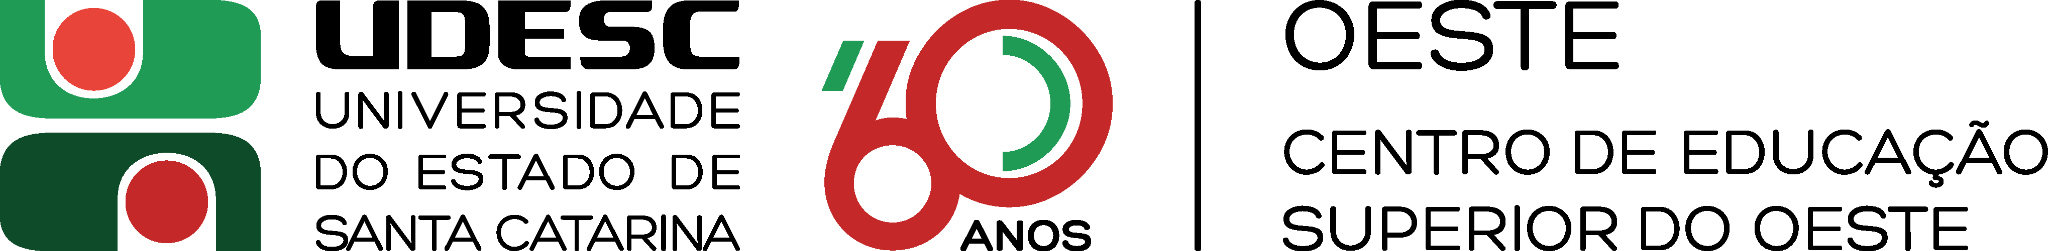 UDESC
UNIVERSIDADE
DO ESTADO DE
SANTA CATARINA
60
ANOS
OESTE
CENTRO DE EDUCAÇÃO
SUPERIOR DO OESTE